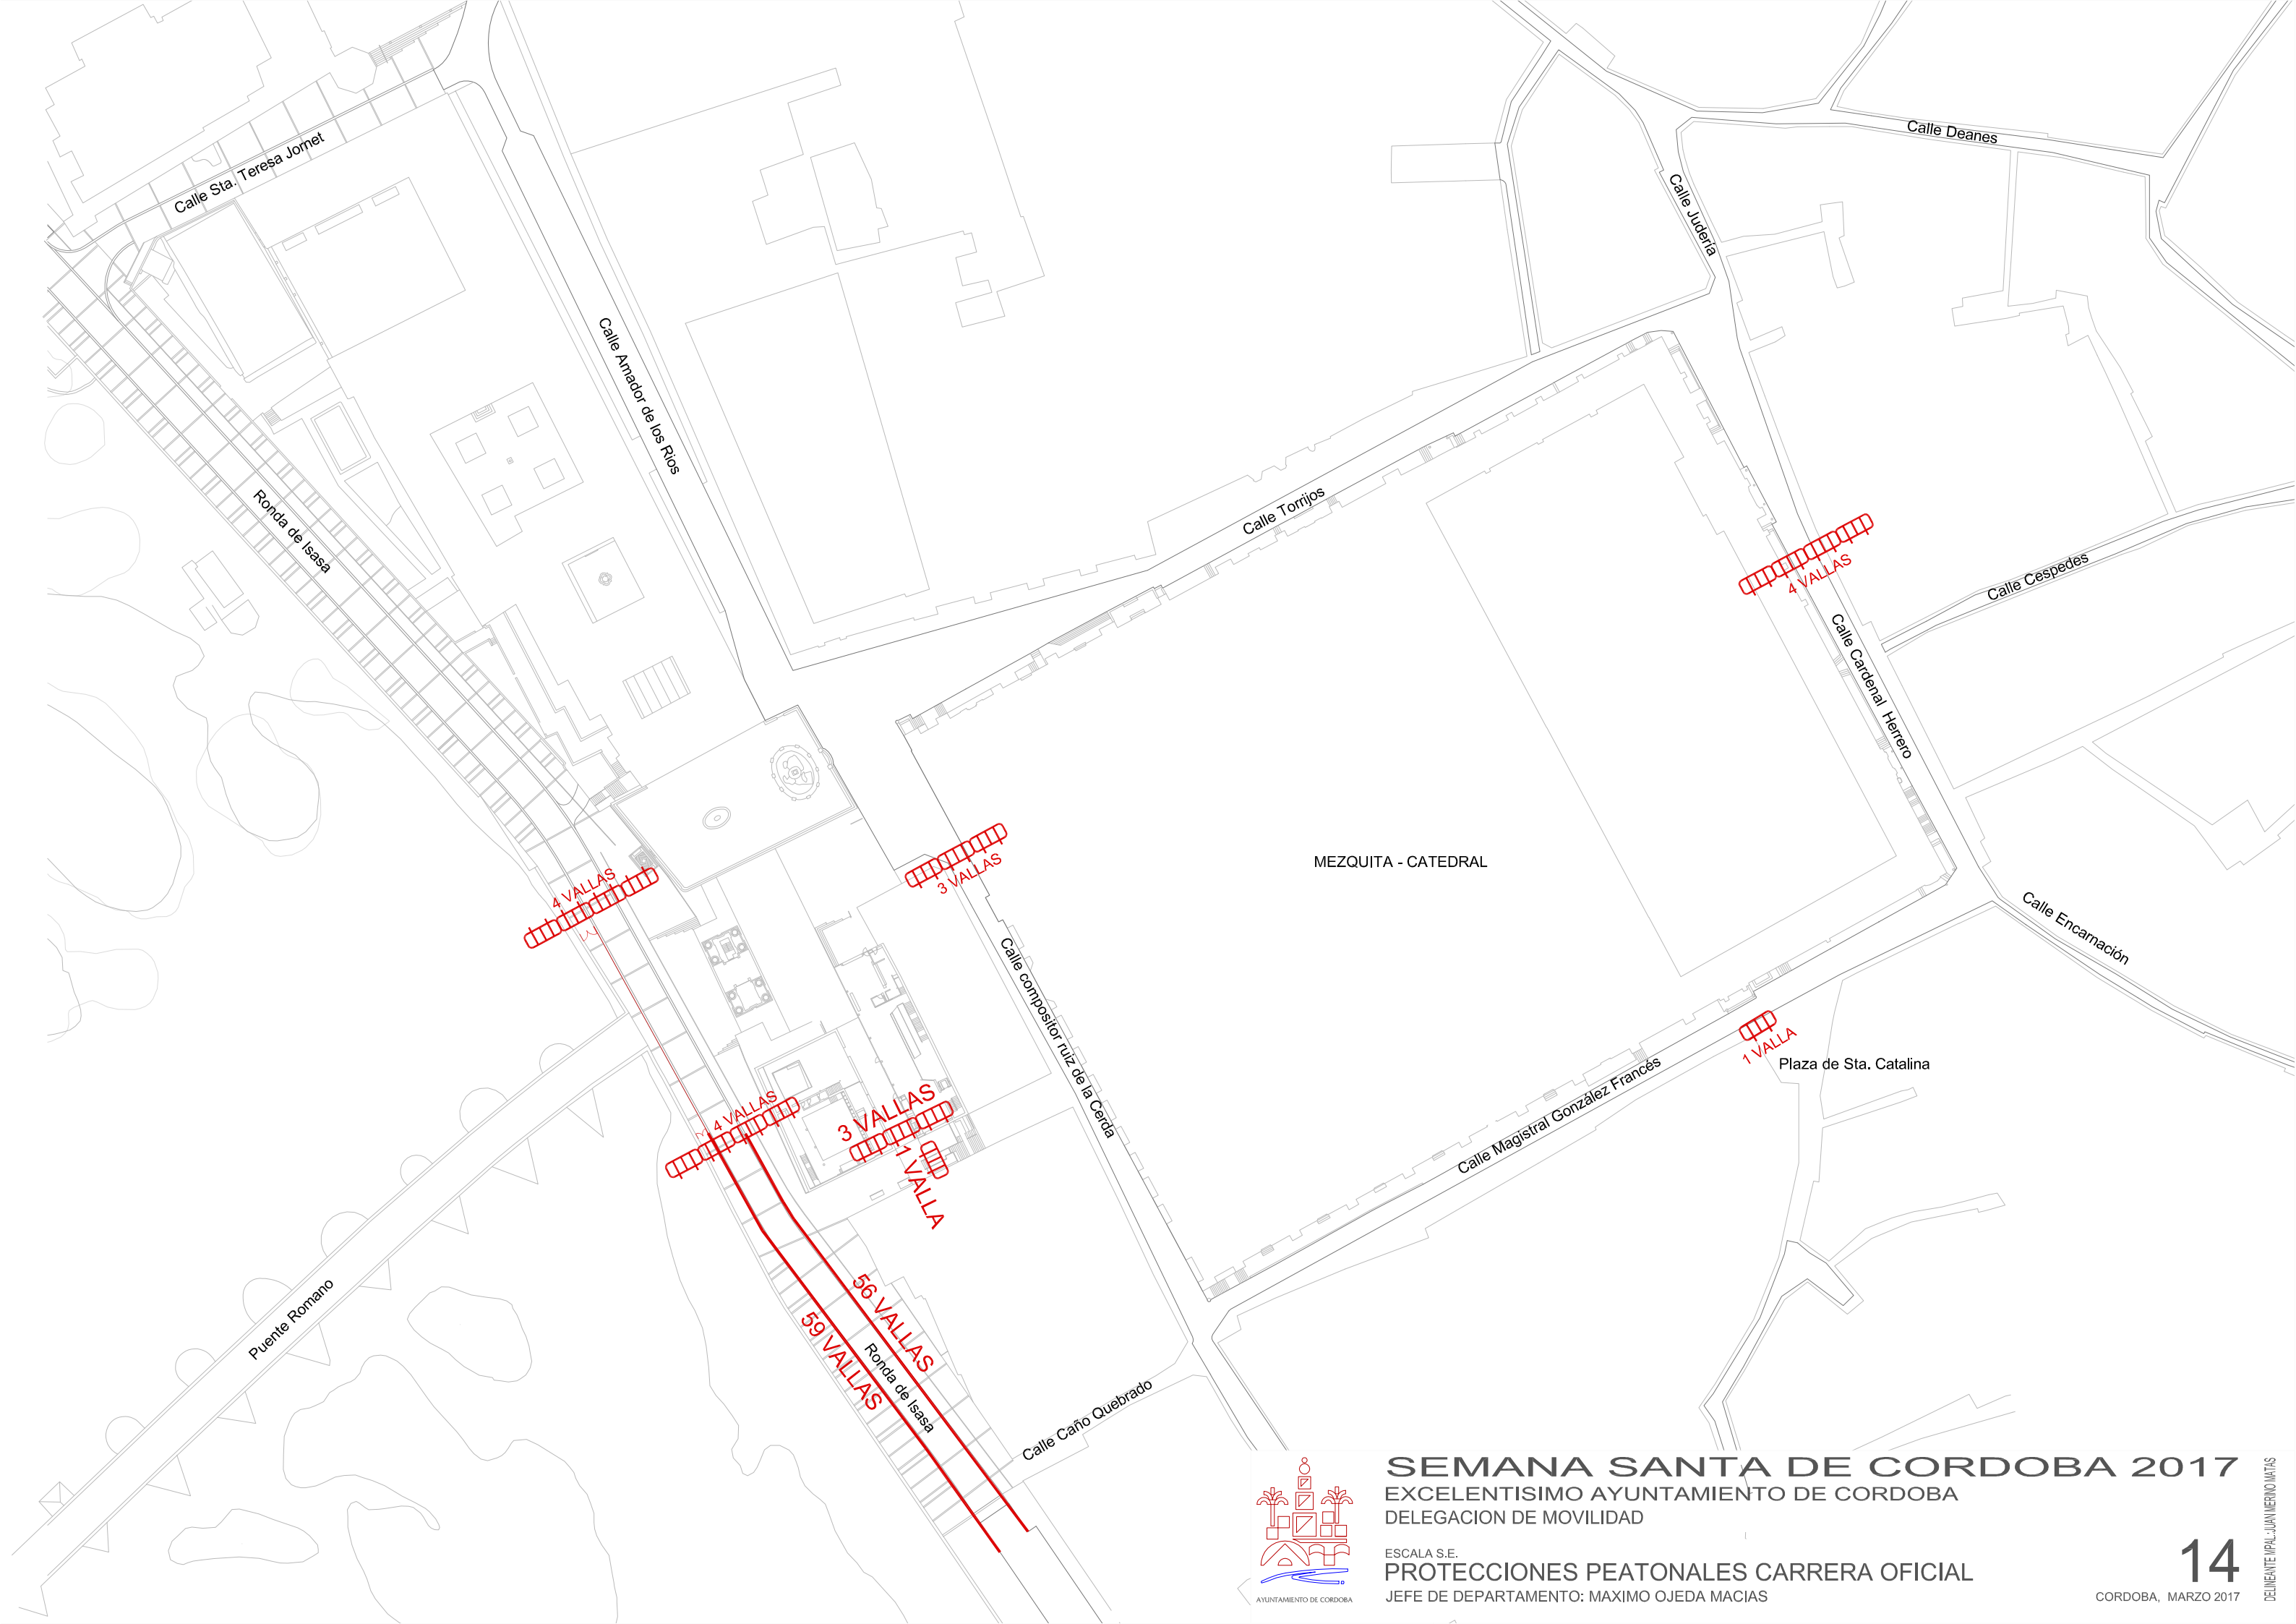 Calle Sta. Teresa Jornet
Calle Deanes
Calle Judería
Calle Amador de los Rios
Ronda de Isasa
Calle Torrijos
4 VALLAS
Calle Cespedes
Calle Cardenal Herrero
3 VALLAS
MEZQUITA - CATEDRAL
4 VALLAS
Calle Encarnación
Calle compositor ruiz de la Cerda
1 VALLA
Plaza de Sta. Catalina
Calle Magistral González Francés
4 VALLAS
3 VALLAS
1 VALLA
Puente Romano
56 VALLAS
59 VALLAS
Ronda de Isasa
Calle Caño Quebrado
SEMANA SANTA DE CORDOBA 2017
EXCELENTISIMO AYUNTAMIENTO DE CORDOBA
DELEGACION DE MOVILIDAD
ESCALA S.E.
PROTECCIONES PEATONALES CARRERA OFICIAL
JEFE DE DEPARTAMENTO: MAXIMO OJEDA MACIAS
AYUNTAMIENTO DE CORDOBA
14
CORDOBA, MARZO 2017
DELINEANTE MPAL.: JUAN MERINO MATAS